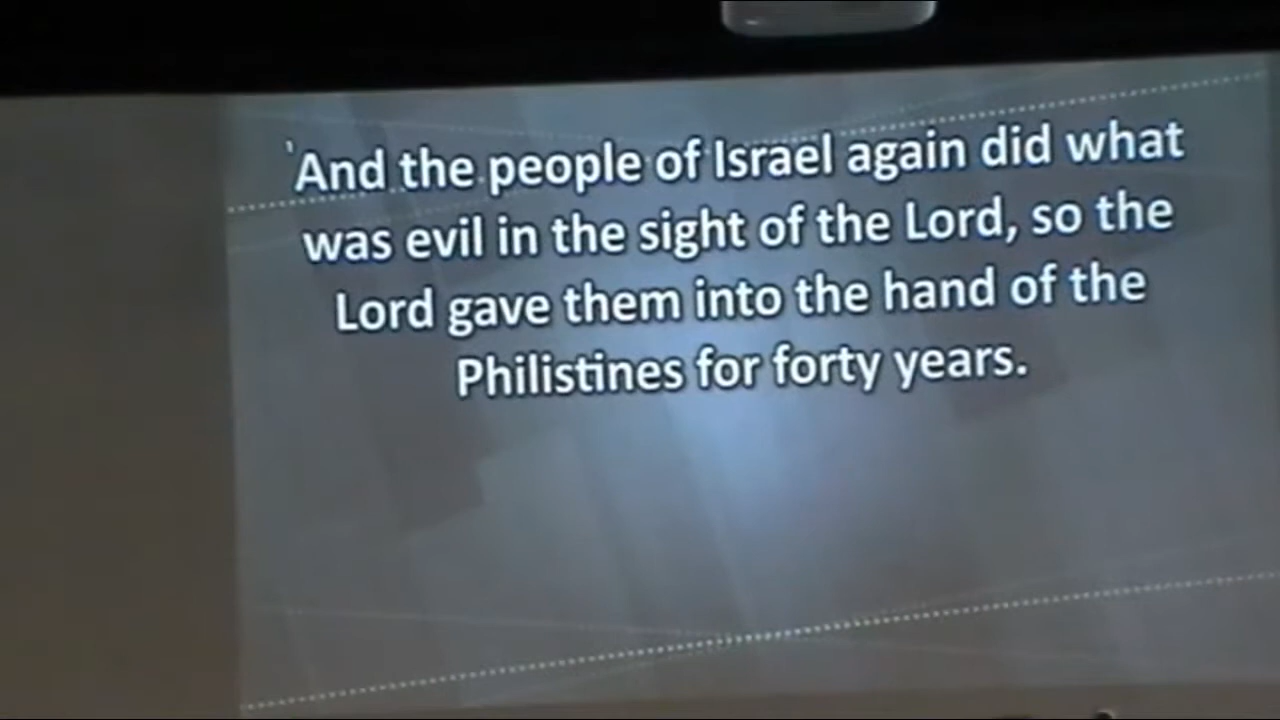 ¹And the people of Israel again did what
was evil in the sight of the Lord, so the
Lord gave them into the hand of the
Philistines for forty years.